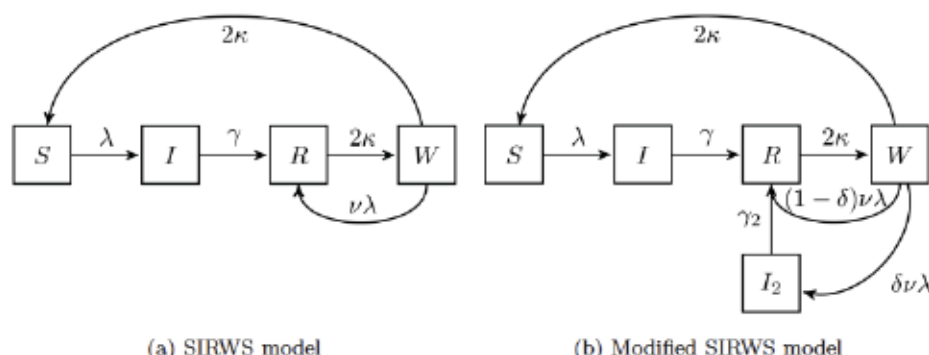 2κ 2κ
S λ I γ R 2κ W S λ I γ R 2κ W
νλ (1 − δ)νλ
γ₂
I₂ δνλ
(a) SIRWS model (b) Modified SIRWS model